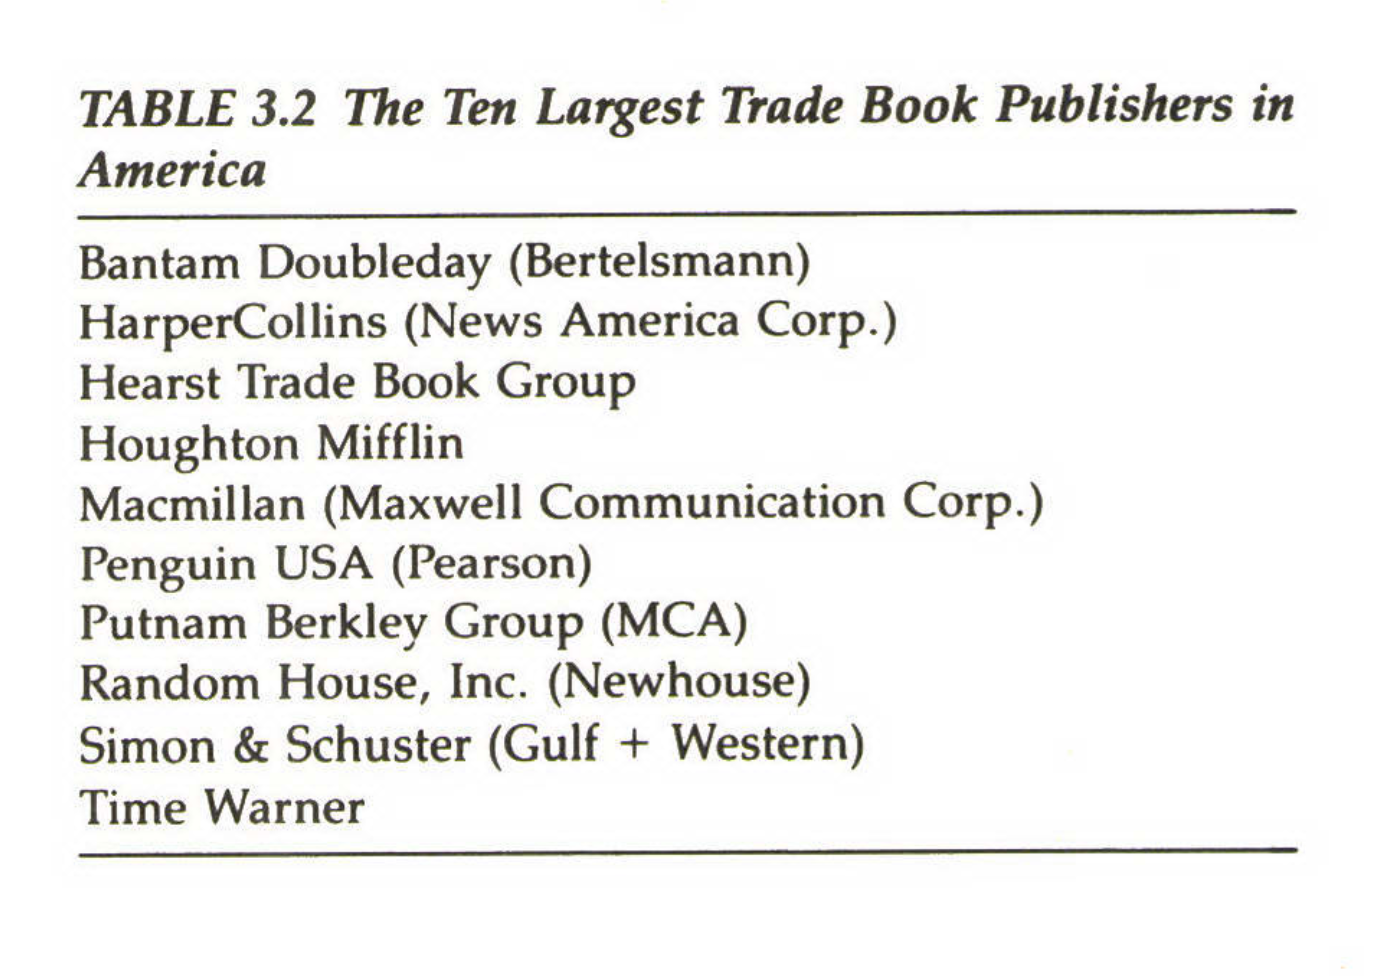 TABLE 3.2 The Ten Largest Trade Book Publishers in
America
Bantam Doubleday (Bertelsmann)
HarperCollins (News America Corp.)
Hearst Trade Book Group
Houghton Mifflin
Macmillan (Maxwell Communication Corp.)
Penguin USA (Pearson)
Putnam Berkley Group (MCA)
Random House, Inc. (Newhouse)
Simon & Schuster (Gulf + Western)
Time Warner